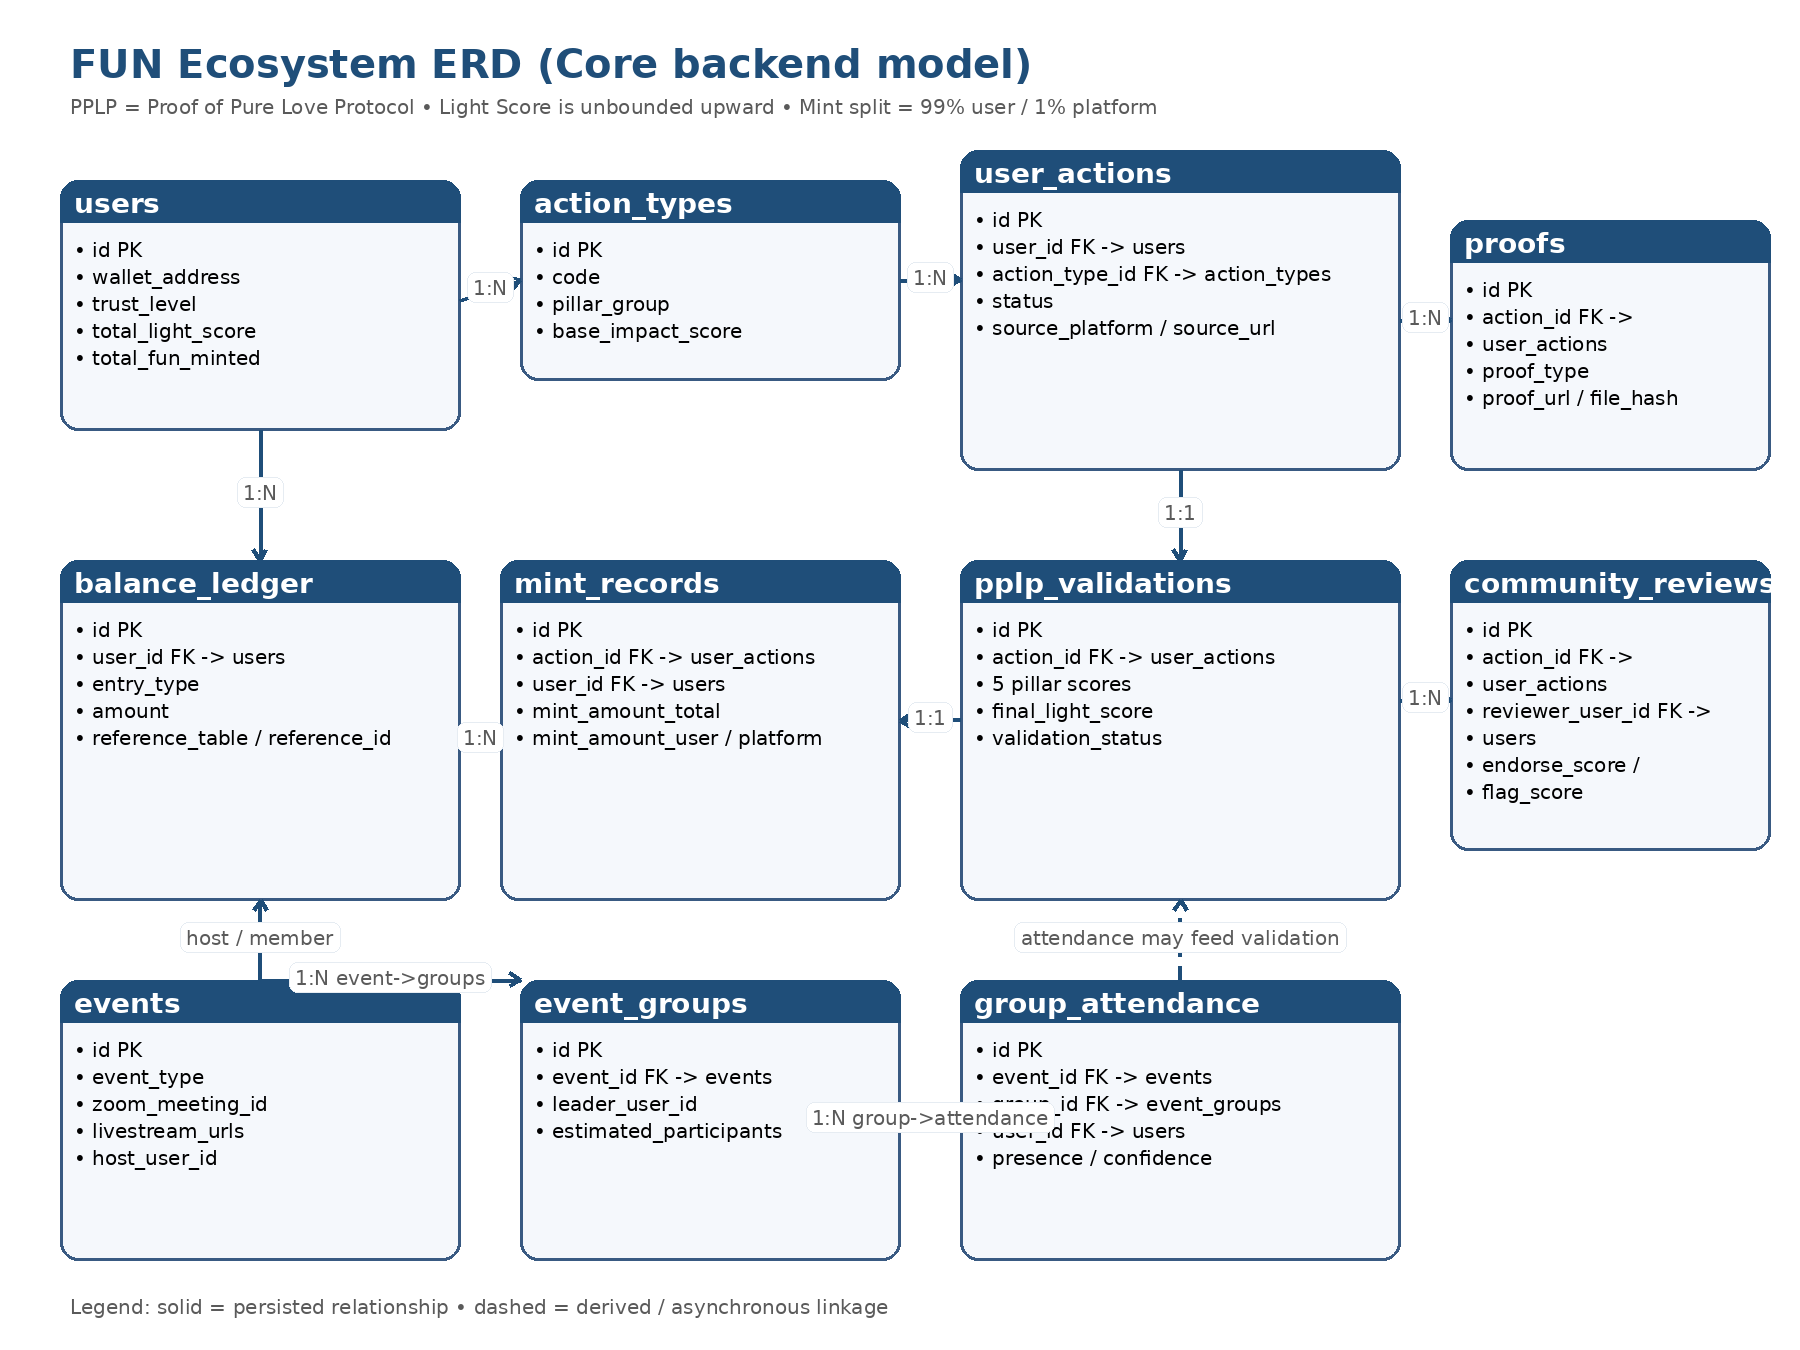 FUN Ecosystem ERD (Core backend model)
PPLP = Proof of Pure Love Protocol • Light Score is unbounded upward • Mint split = 99% user / 1% platform
users
• id PK
• wallet_address
• trust_level
• total_light_score
• total_fun_minted
1:N
action_types
• id PK
• code
• pillar_group
• base_impact_score
1:N
user_actions
• id PK
• user_id FK -> users
• action_type_id FK -> action_types
• status
• source_platform / source_url
1:N
proofs
• id PK
• action_id FK ->
• user_actions
• proof_type
• proof_url / file_hash
1:N
1:1
balance_ledger
• id PK
• user_id FK -> users
• entry_type
• amount
• reference_table / reference_id
1:N
mint_records
• id PK
• action_id FK -> user_actions
• user_id FK -> users
• mint_amount_total
• mint_amount_user / platform
1:1
pplp_validations
• id PK
• action_id FK -> user_actions
• 5 pillar scores
• final_light_score
• validation_status
1:N
community_reviews
• id PK
• action_id FK ->
• user_actions
• reviewer_user_id FK ->
• users
• endorse_score /
• flag_score
host / member
attendance may feed validation
1:N event->groups
events
• id PK
• event_type
• zoom_meeting_id
• livestream_urls
• host_user_id
event_groups
• id PK
• event_id FK -> events
• leader_user_id
• estimated_participants
1:N group->attendance
group_attendance
• id PK
• event_id FK -> events
group_id FK -> event_groups
user_id FK -> users
• presence / confidence
Legend: solid = persisted relationship • dashed = derived / asynchronous linkage